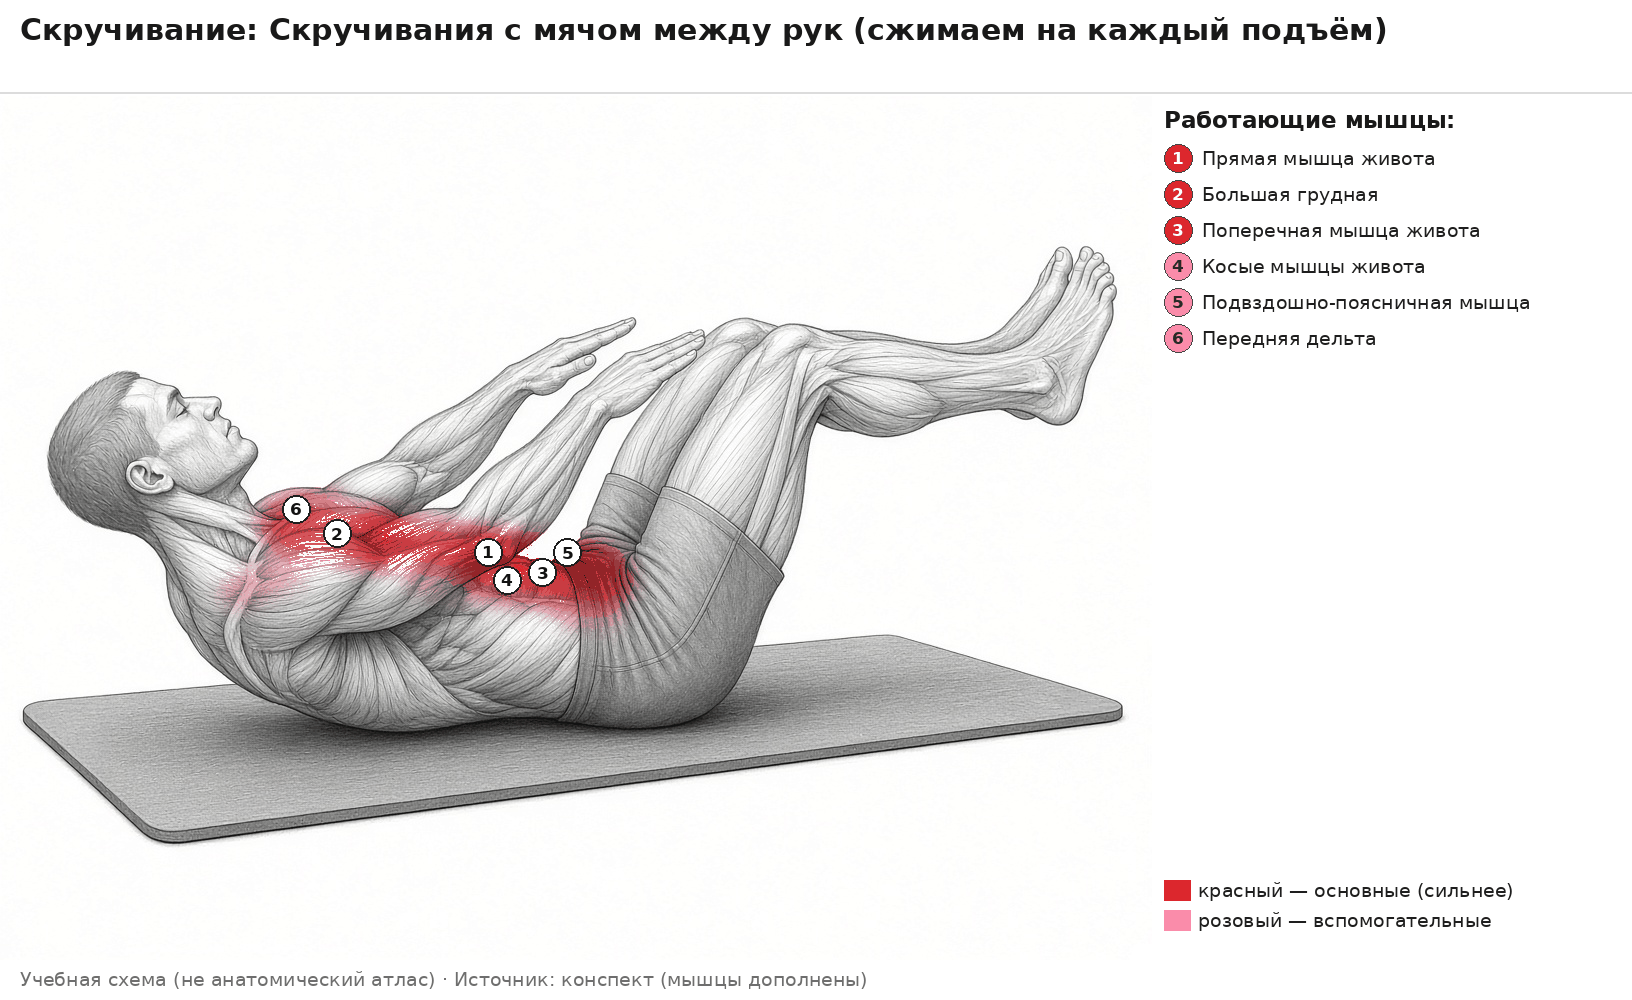 Скручивание: Скручивания с мячом между рук (сжимаем на каждый подъём)
Работающие мышцы:
1 Прямая мышца живота
2 Большая грудная
3 Поперечная мышца живота
4 Косые мышцы живота
5 Подвздошно-поясничная мышца
6 Передняя дельта
6
2
1
5
3
4
красный — основные (сильнее)
розовый — вспомогательные
Учебная схема (не анатомический атлас) · Источник: конспект (мышцы дополнены)